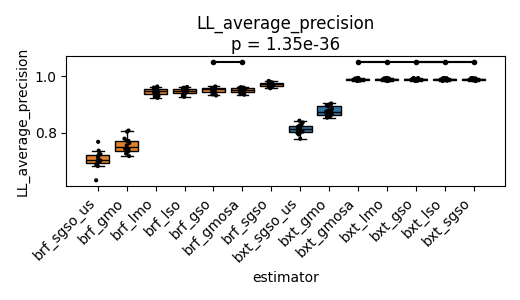 LL_average_precision
p = 1.35e-36
LL_average_precision
1.0
0.8
brf_sgso_us
brf_gmo
brf_lmo
brf_lso
brf_gso
brf_gmosa
brf_sgso
bxt_sgso_us
bxt_gmo
bxt_gmosa
bxt_lmo
bxt_gso
bxt_lso
bxt_sgso
estimator